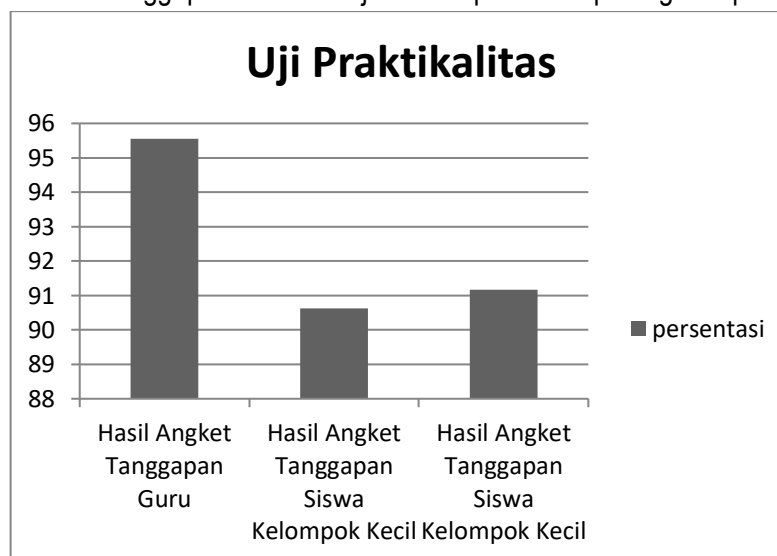 Uji Praktikalitas
96
95
94
93
92
91
90
89
88
Hasil Angket
Tanggapan
Guru
Hasil Angket
Tanggapan
Siswa
Kelompok Kecil
Hasil Angket
Tanggapan
Siswa
Kelompok Kecil
persentasi